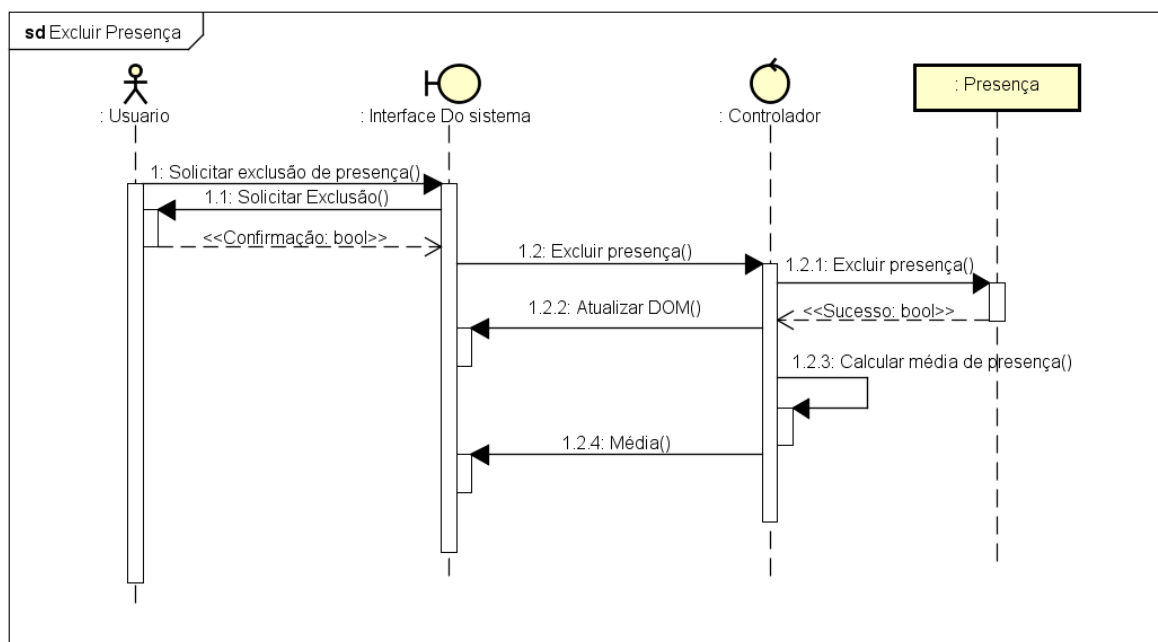 sd Excluir Presença
: Usuario
: Interface Do sistema
: Controlador
: Presença
1: Solicitar exclusão de presença()
1.1: Solicitar Exclusão()
<<Confirmação: bool>>
1.2: Excluir presença()
1.2.1: Excluir presença()
<<Sucesso: bool>>
1.2.2: Atualizar DOM()
1.2.3: Calcular média de presença()
1.2.4: Média()